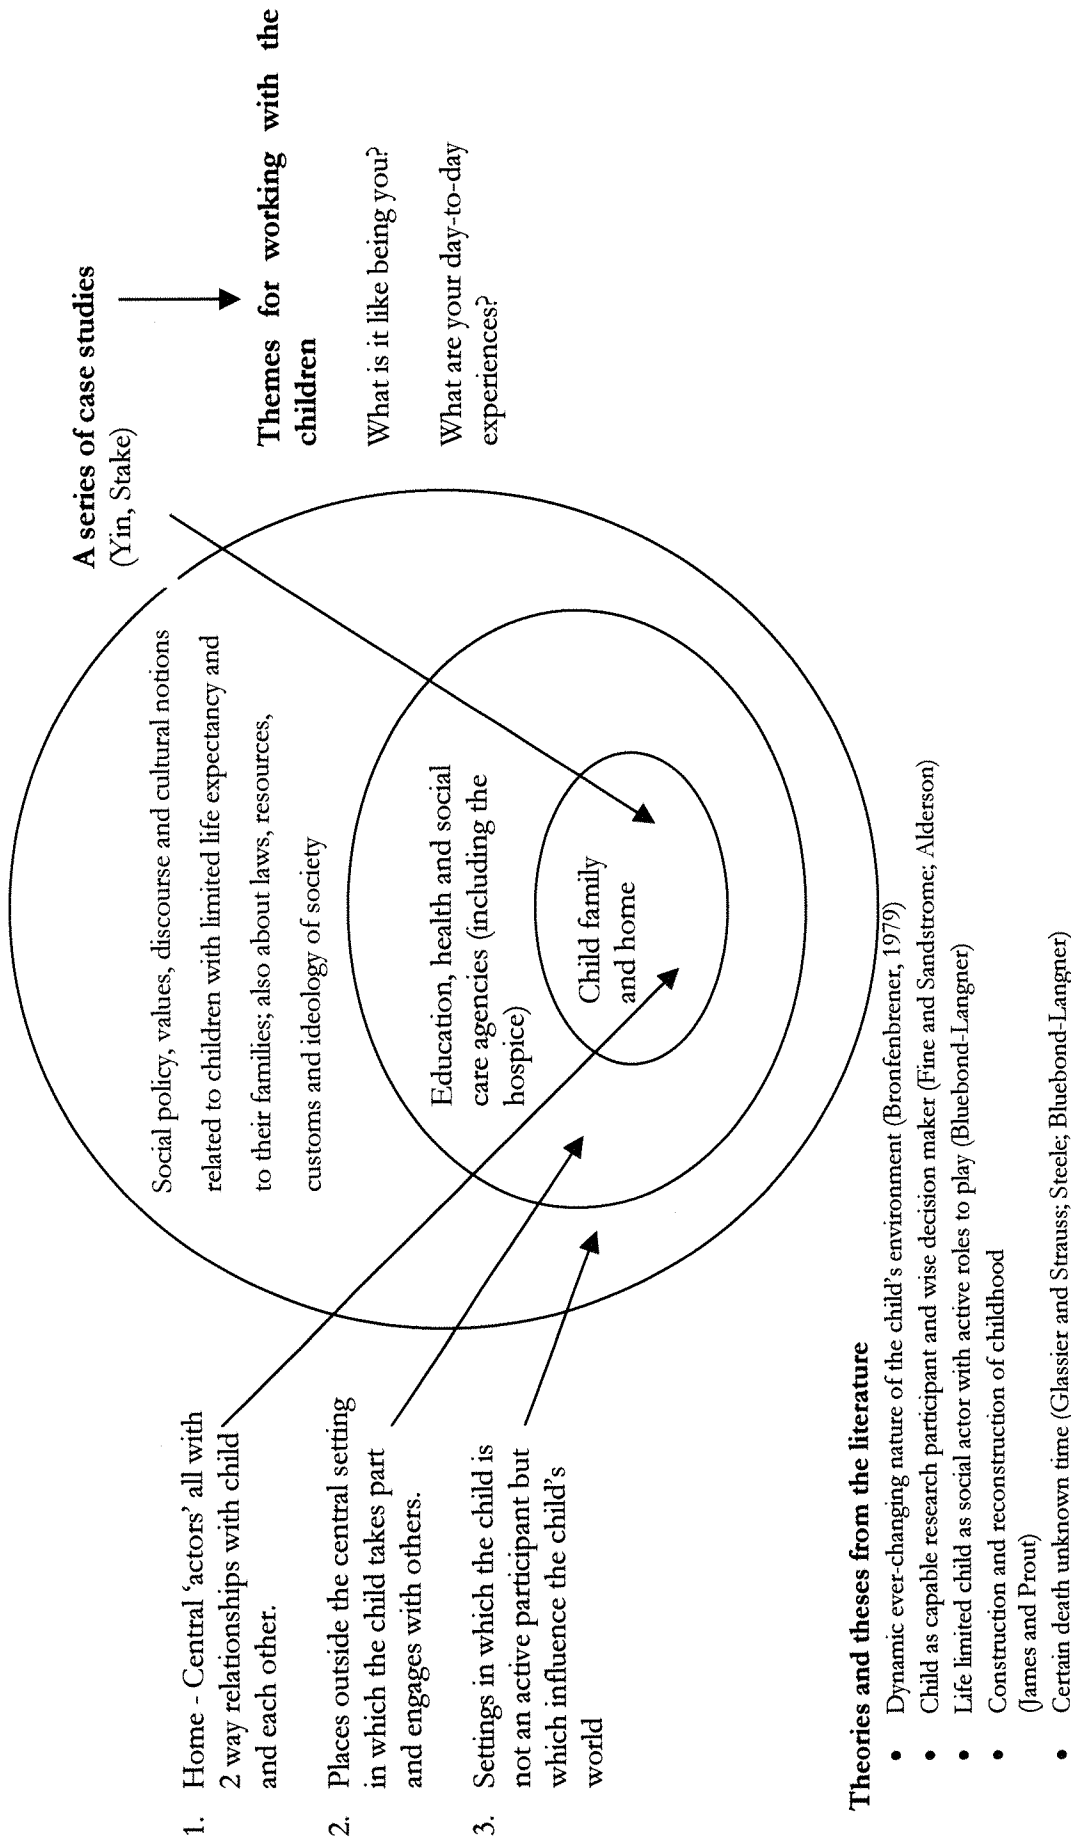 A series of case studies
(Yin, Stake)
Themes for working with the
children
What is it like being you?
What are your day-to-day
experiences?
Social policy, values, discourse and cultural notions
related to children with limited life expectancy and
to their families; also about laws, resources,
customs and ideology of society
Education, health and social
care agencies (including the
hospice)
Child family
and home
1. Home - Central ‘actors’ all with
2 way relationships with child
and each other.
2. Places outside the central setting
in which the child takes part
and engages with others.
3. Settings in which the child is
not an active participant but
which influence the child’s
world
Theories and theses from the literature
• Dynamic ever-changing nature of the child’s environment (Bronfenbrener, 1979)
• Child as capable research participant and wise decision maker (Fine and Sandstrome; Alderson)
• Life limited child as social actor with active roles to play (Bluebond-Langner)
• Construction and reconstruction of childhood
(James and Prout)
• Certain death unknown time (Glassier and Strauss; Steele; Bluebond-Langner)